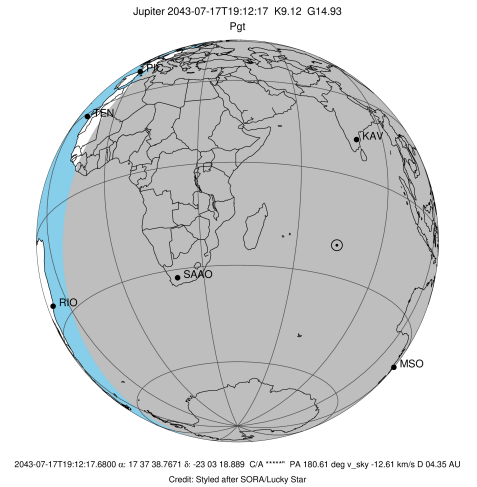 Jupiter 2043-07-17T19:12:17 K9.12 G14.93
Pgt
PIC
TEN
KAV
SAAO
RIO
MSO
2043-07-17T19:12:17.6800 α: 17 37 38.7671 δ: -23 03 18.889 C/A *****" PA 180.61 deg v_sky -12.61 km/s D 04.35 AU
Credit: Styled after SORA/Lucky Star